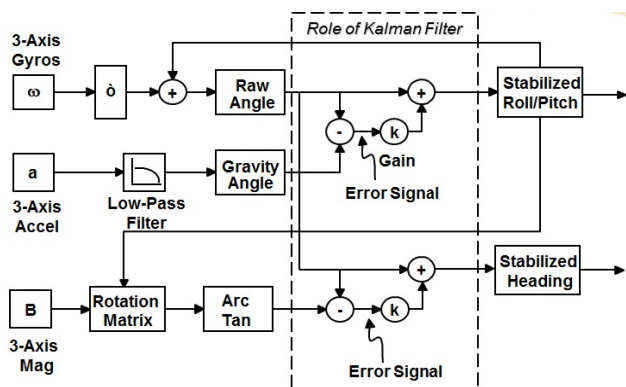 Role of Kalman Filter
3-Axis
Gyros
ω
ò
+
Raw
Angle
+
Stabilized
Roll/Pitch
-
k
Gain
Error Signal
a
3-Axis
Accel
Low-Pass
Filter
Gravity
Angle
B
3-Axis
Mag
Rotation
Matrix
Arc
Tan
+
-
k
Error Signal
Stabilized
Heading